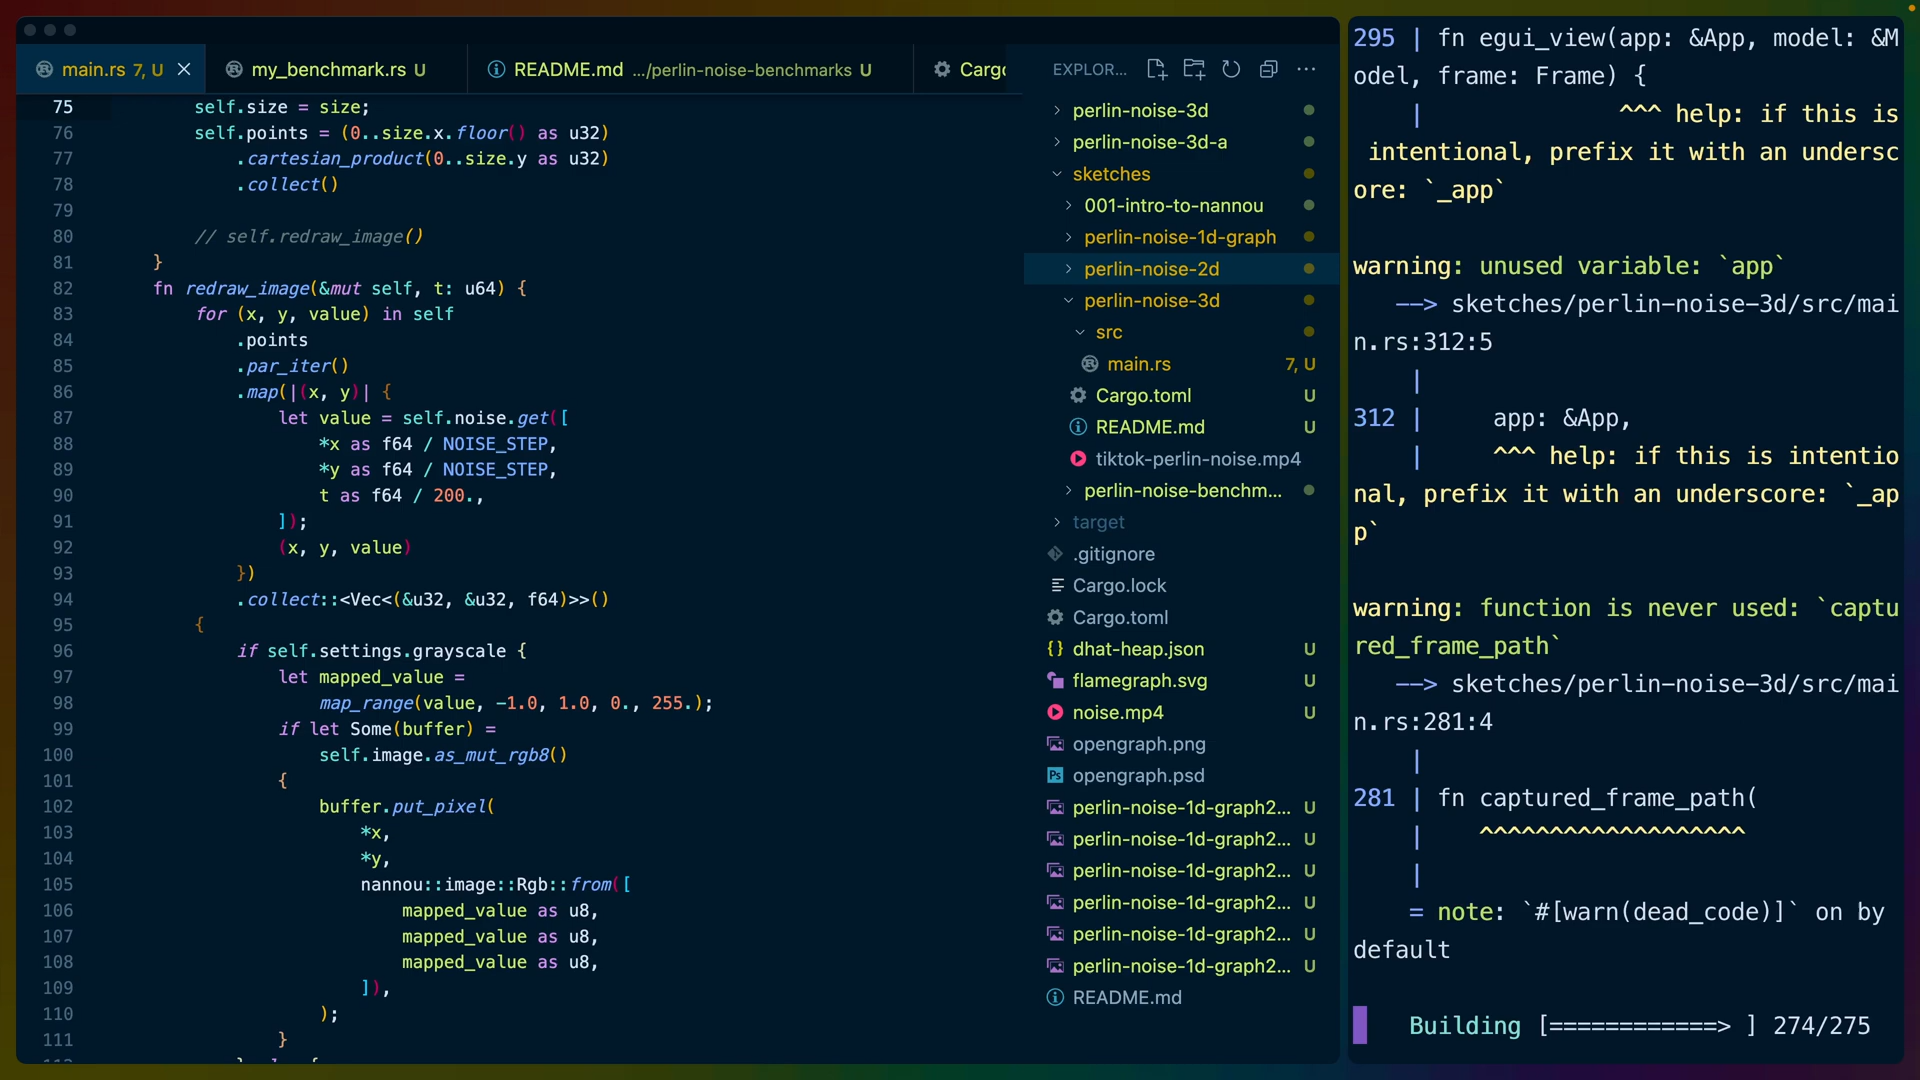 main.rs 7, U
my_benchmark.rs U
README.md .../perlin-noise-benchmarks U
Cargo
75 self.size = size;
76 self.points = (0..size.x.floor() as u32)
77 .cartesian_product(0..size.y as u32)
78 .collect()
79
80 // self.redraw_image()
81 }
82 fn redraw_image(&mut self, t: u64) {
83 for (x, y, value) in self
84 .points
85 .par_iter()
86 .map(|(x, y)| {
87 let value = self.noise.get([
88 *x as f64 / NOISE_STEP,
89 *y as f64 / NOISE_STEP,
90 t as f64 / 200.,
91 ]);
92 (x, y, value)
93 })
94 .collect::<Vec<(&u32, &u32, f64)>>()
95 {
96 if self.settings.grayscale {
97 let mapped_value =
98 map_range(value, -1.0, 1.0, 0., 255.);
99 if let Some(buffer) =
100 self.image.as_mut_rgb8()
101 {
102 buffer.put_pixel(
103 *x,
104 *y,
105 nannou::image::Rgb::from([
106 mapped_value as u8,
107 mapped_value as u8,
108 mapped_value as u8,
109 ]),
110 );
111 }
EXPLOR...
perlin-noise-3d
perlin-noise-3d-a
sketches
001-intro-to-nannou
perlin-noise-1d-graph
perlin-noise-2d
perlin-noise-3d
src
main.rs 7, U
Cargo.toml U
README.md U
tiktok-perlin-noise.mp4
perlin-noise-benchm...
target
.gitignore
Cargo.lock
Cargo.toml
dhat-heap.json U
flamegraph.svg U
noise.mp4 U
opengraph.png
opengraph.psd
perlin-noise-1d-graph2... U
perlin-noise-1d-graph2... U
perlin-noise-1d-graph2... U
perlin-noise-1d-graph2... U
perlin-noise-1d-graph2... U
perlin-noise-1d-graph2... U
README.md
295 | fn egui_view(app: &App, model: &M
odel, frame: Frame) {
| ^^^ help: if this is
intentional, prefix it with an undersc
ore: `_app`
warning: unused variable: `app`
--> sketches/perlin-noise-3d/src/mai
n.rs:312:5
|
312 | app: &App,
| ^^^ help: if this is intentio
nal, prefix it with an underscore: `_ap
p`
warning: function is never used: `captu
red_frame_path`
--> sketches/perlin-noise-3d/src/mai
n.rs:281:4
|
281 | fn captured_frame_path(
| ^^^^^^^^^^^^^^^^^^^
|
= note: `#[warn(dead_code)]` on by
default
Building [============> ] 274/275